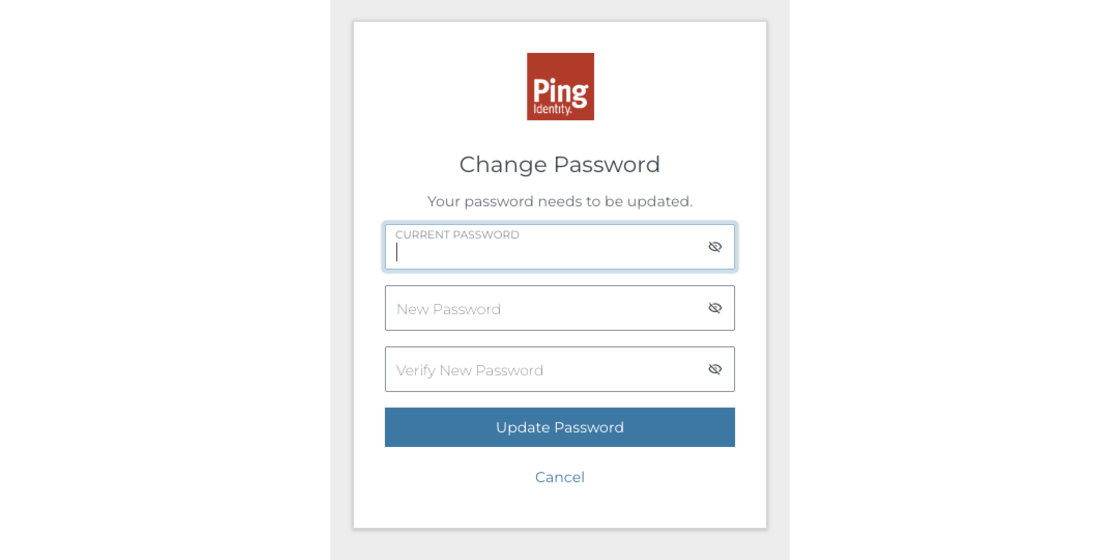 Ping
Identity.
Change Password
Your password needs to be updated.
CURRENT PASSWORD
New Password
Verify New Password
Update Password
Cancel